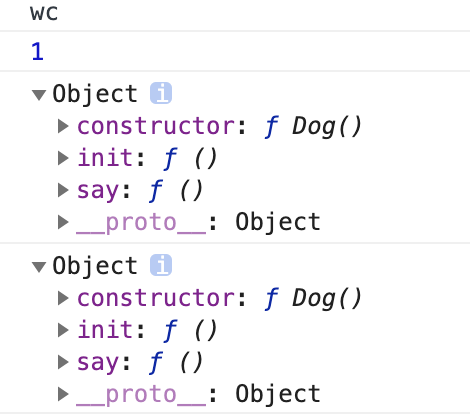 wc
1
▼Object i
▶constructor: ƒ Dog()
▶init: ƒ ()
▶say: ƒ ()
▶__proto__: Object
▼Object i
▶constructor: ƒ Dog()
▶init: ƒ ()
▶say: ƒ ()
▶__proto__: Object